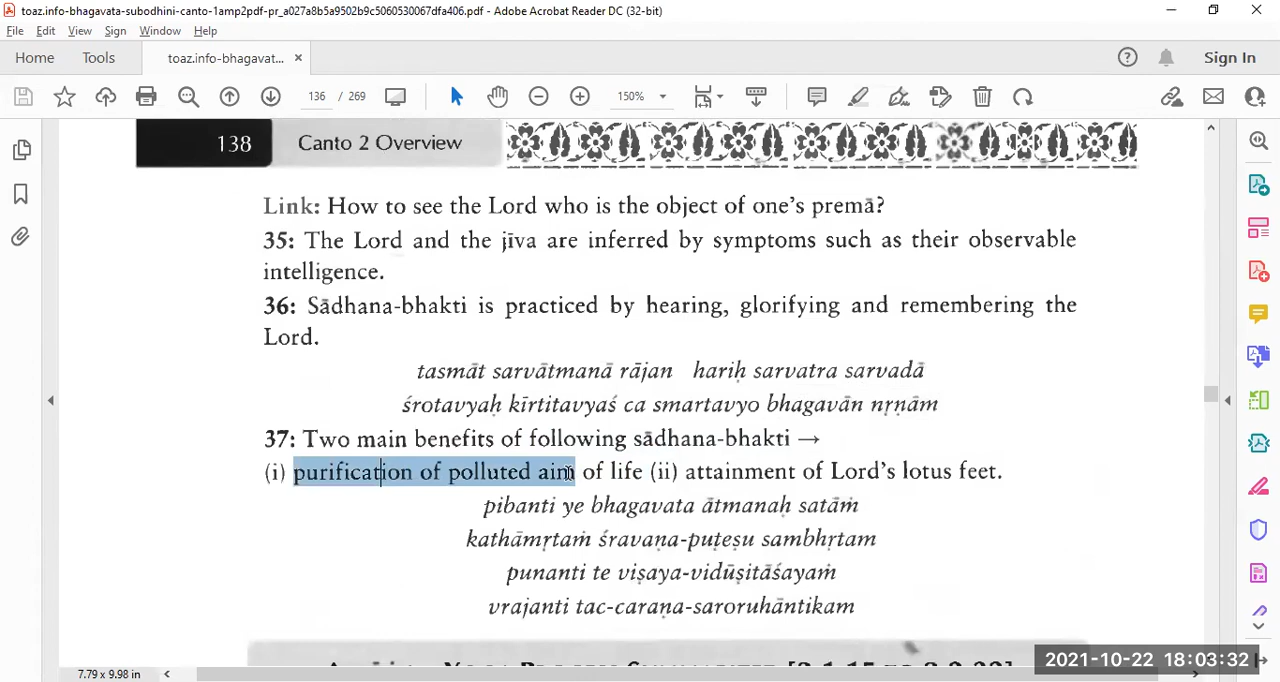 toaz.info-bhagavata-subodhini-canto-1amp2pdf-pr_a027a8b5a9502b9c5060530067dfa406.pdf - Adobe Acrobat Reader DC (32-bit)
File Edit View Sign Window Help
Home Tools toaz.info-bhagavat... × Sign In
136 / 269 150%
138 Canto 2 Overview
Link: How to see the Lord who is the object of one's premā?
35: The Lord and the jīva are inferred by symptoms such as their observable
intelligence.
36: Sādhana-bhakti is practiced by hearing, glorifying and remembering the
Lord.
tasmāt sarvātmanā rājan hariḥ sarvatra sarvadā
śrotavyaḥ kīrtitavyaś ca smartavyo bhagavān nṛṇām
37: Two main benefits of following sādhana-bhakti →
(i) purification of polluted aim of life (ii) attainment of Lord's lotus feet.
pibanti ye bhagavata ātmanaḥ satāṁ
kathāmṛtaṁ śravaṇa-puṭeṣu sambhṛtam
punanti te viṣaya-vidūṣitāśayaṁ
vrajanti tac-caraṇa-saroruhāntikam
7.79 x 9.98 in
2021-10-22 18:03:32